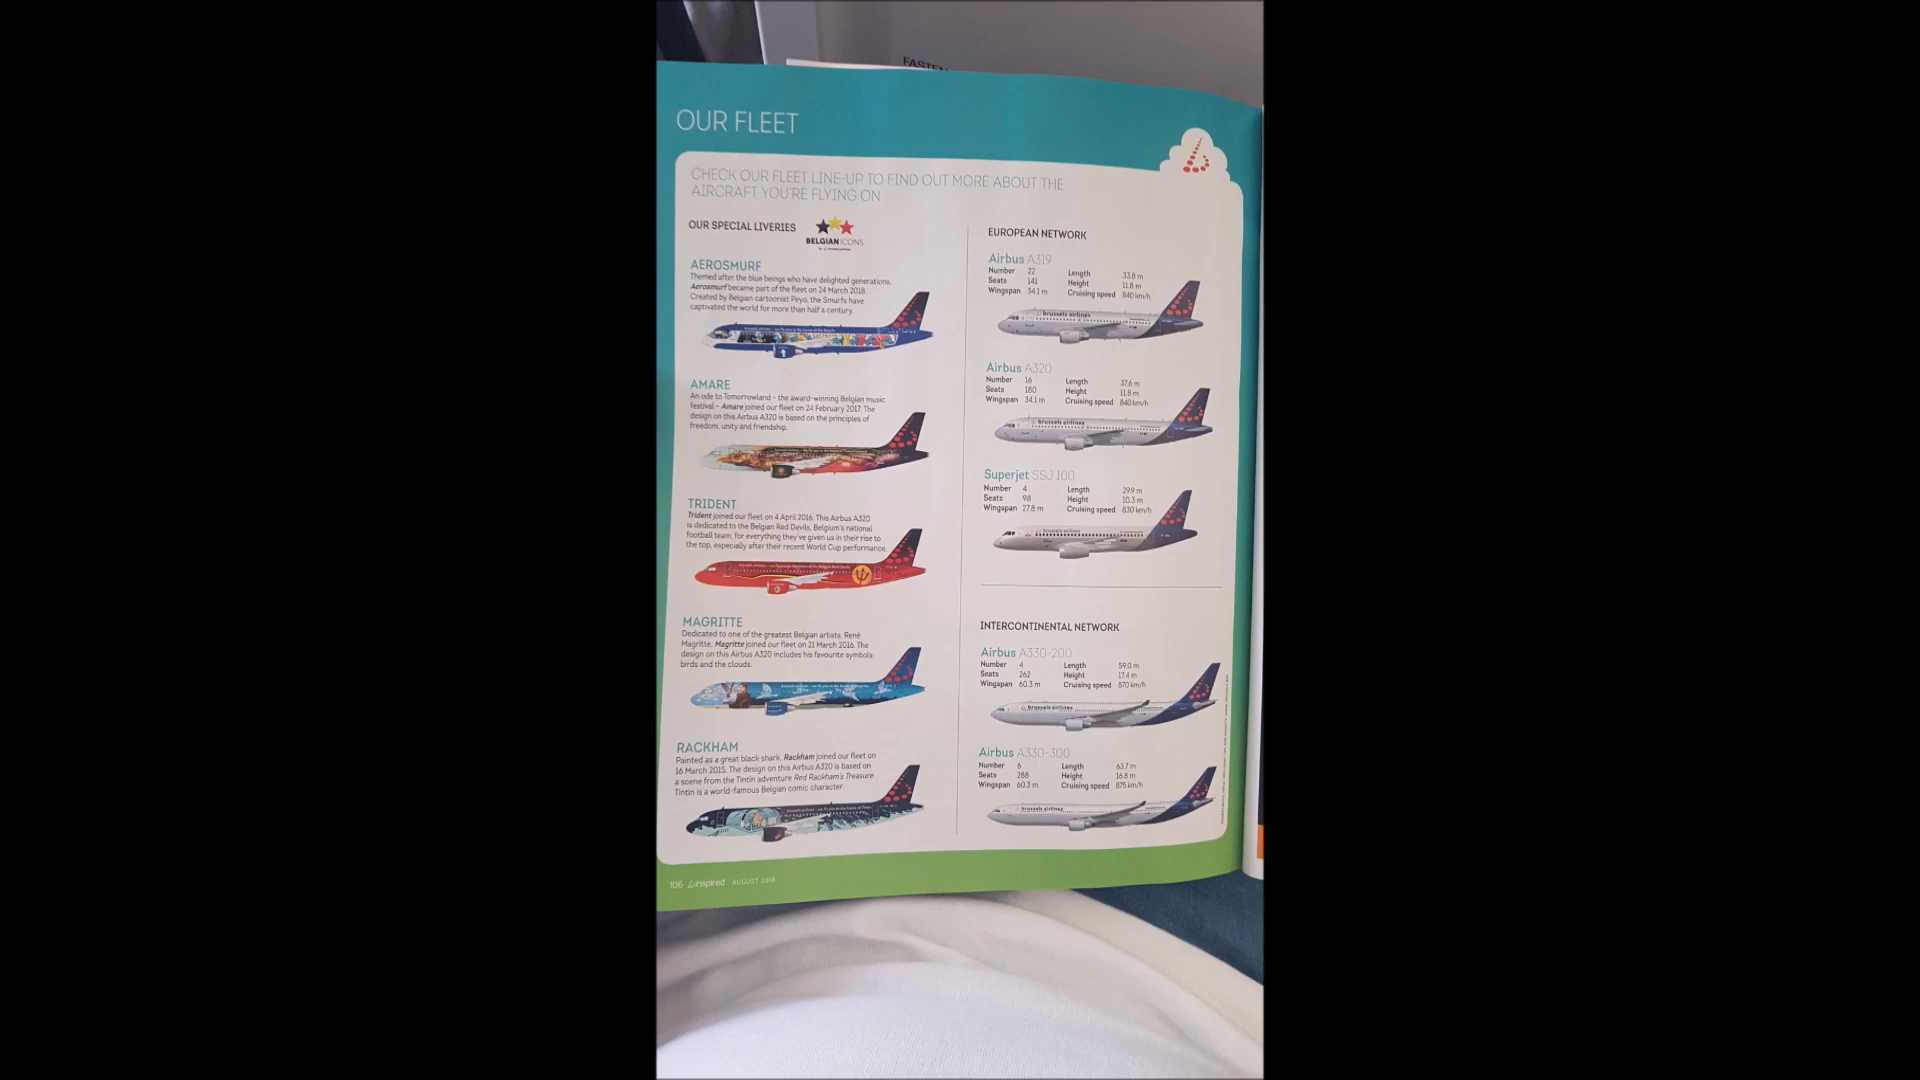 FASTEN
OUR FLEET
CHECK OUR FLEET LINE-UP TO FIND OUT MORE ABOUT THE
AIRCRAFT YOU'RE FLYING ON
OUR SPECIAL LIVERIES
BELGIAN ICONS
AEROSMURF
Themed after the blue beings who have delighted generations,
Aerosmurf became part of the fleet on 24 March 2018.
Created by Belgian cartoonist Peyo, the Smurfs have
captivated the world for more than half a century.
AMARE
An ode to Tomorrowland – the award-winning Belgian music
festival – Amare joined our fleet on 24 February 2017. The
design on this Airbus A320 is based on the principles of
freedom, unity and friendship.
TRIDENT
Trident joined our fleet on 4 April 2016. This Airbus A320
is dedicated to the Belgian Red Devils, Belgium's national
football team, for everything they've given us in their rise to
the top, especially after their recent World Cup performance.
MAGRITTE
Dedicated to one of the greatest Belgian artists, René
Magritte, Magritte joined our fleet on 21 March 2016. The
design on this Airbus A320 includes his favourite symbols:
birds and the clouds.
RACKHAM
Painted as a great black shark, Rackham joined our fleet on
16 March 2015. The design on this Airbus A320 is based on
a scene from the Tintin adventure Red Rackham's Treasure
Tintin is a world-famous Belgian comic character.
EUROPEAN NETWORK
Airbus A319
Number 22 Length 33.8 m
Seats 141 Height 11.8 m
Wingspan 34.1 m Cruising speed 840 km/h
brussels airlines
Airbus A320
Number 16 Length 37.6 m
Seats 180 Height 11.8 m
Wingspan 34.1 m Cruising speed 840 km/h
brussels airlines
Superjet SSJ 100
Number 4 Length 29.9 m
Seats 98 Height 10.3 m
Wingspan 27.8 m Cruising speed 830 km/h
brussels airlines
INTERCONTINENTAL NETWORK
Airbus A330-200
Number 4 Length 59.0 m
Seats 262 Height 17.4 m
Wingspan 60.3 m Cruising speed 870 km/h
brussels airlines
Airbus A330-300
Number 6 Length 63.7 m
Seats 288 Height 16.8 m
Wingspan 60.3 m Cruising speed 875 km/h
brussels airlines
106 b.inspired AUGUST 2018